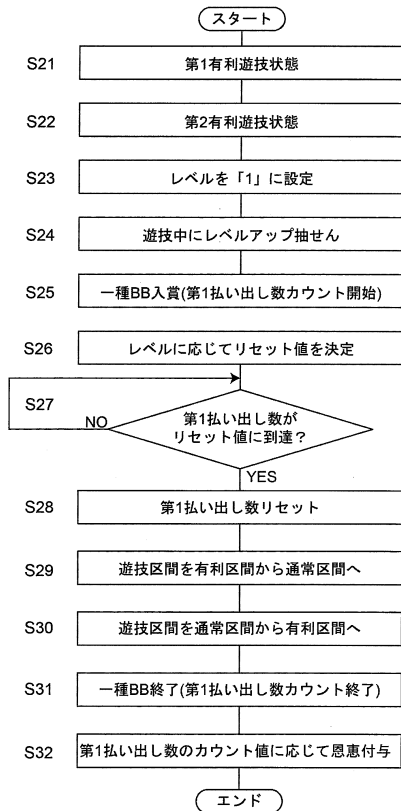 スタート
S21 第1有利遊技状態
S22 第2有利遊技状態
S23 レベルを「1」に設定
S24 遊技中にレベルアップ抽せん
S25 一種BB入賞(第1払い出し数カウント開始)
S26 レベルに応じてリセット値を決定
S27
第1払い出し数が
リセット値に到達？
NO
YES
S28 第1払い出し数リセット
S29 遊技区間を有利区間から通常区間へ
S30 遊技区間を通常区間から有利区間へ
S31 一種BB終了(第1払い出し数カウント終了)
S32 第1払い出し数のカウント値に応じて恩恵付与
エンド